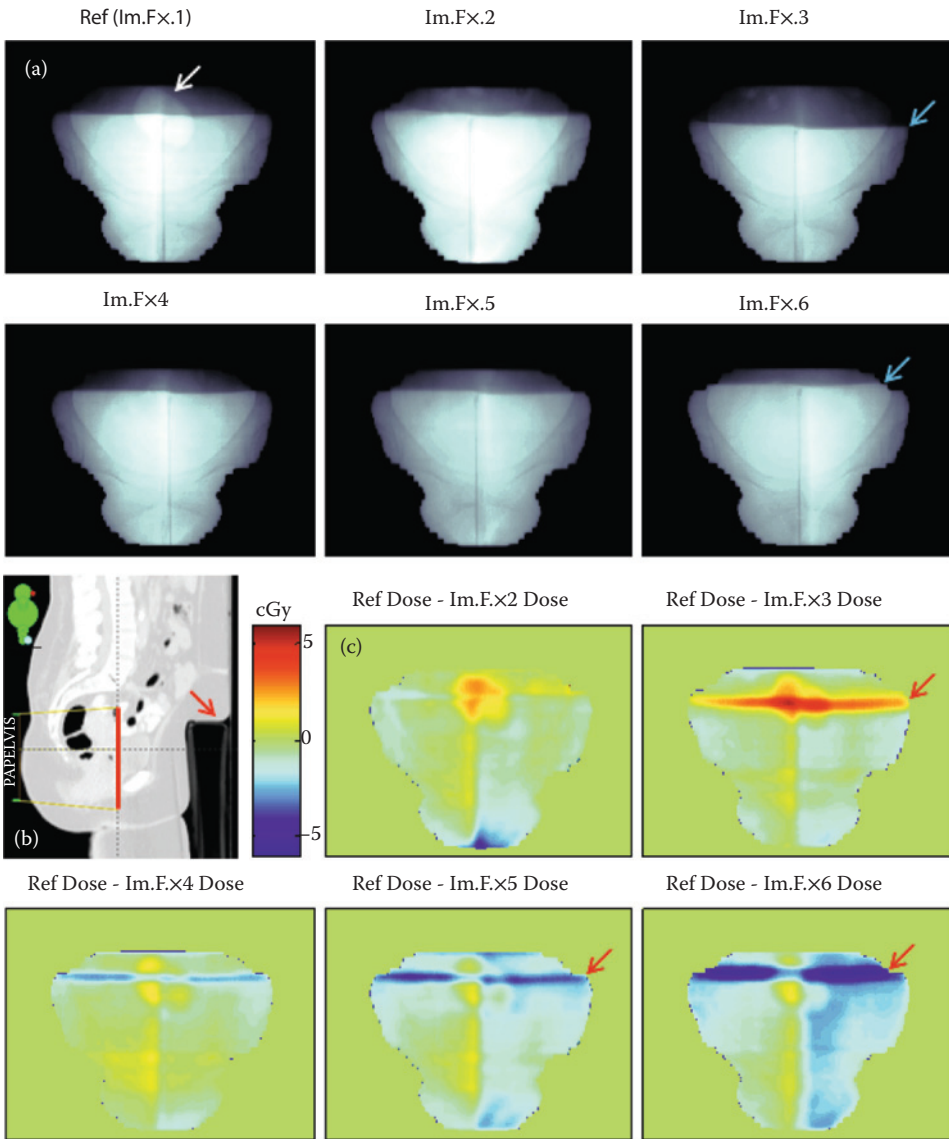 Ref (Im.F×.1)
Im.F×.2
Im.F×.3
(a)
Im.F×4
Im.F×.5
Im.F×.6
PAPELVIS
(b)
cGy
5
0
−5
Ref Dose - Im.F.×2 Dose
(c)
Ref Dose - Im.F.×3 Dose
Ref Dose - Im.F.×4 Dose
Ref Dose - Im.F.×5 Dose
Ref Dose - Im.F.×6 Dose